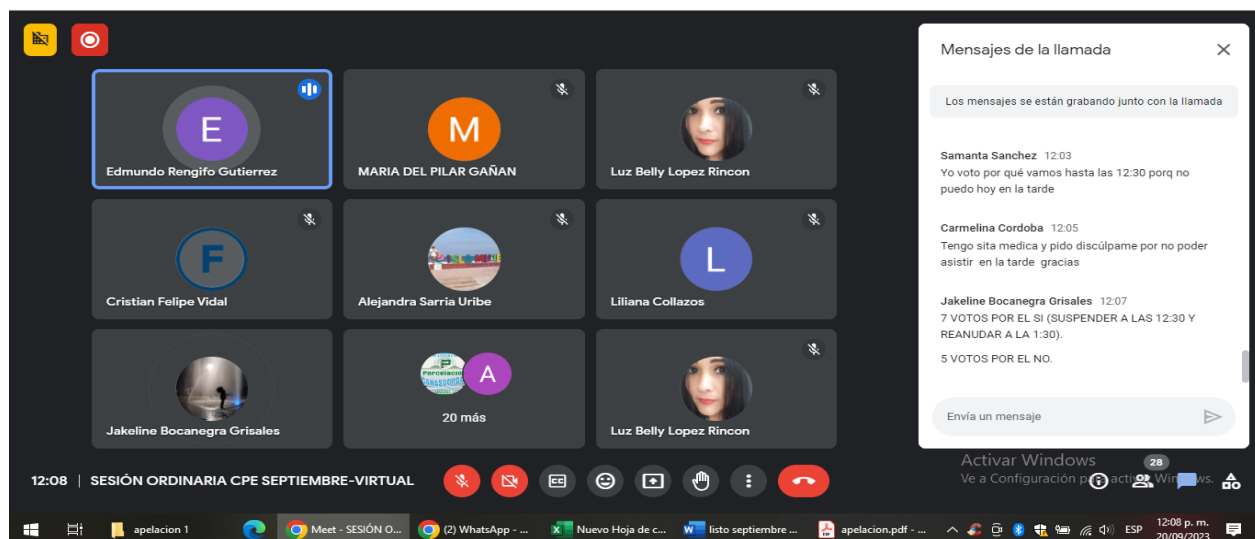 Mensajes de la llamada
Los mensajes se están grabando junto con la llamada
E
Edmundo Rengifo Gutierrez
M
MARIA DEL PILAR GAÑAN
Luz Belly Lopez Rincon
F
Cristian Felipe Vidal
Alejandra Sarria Uribe
L
Liliana Collazos
Jakeline Bocanegra Grisales
A
20 más
Luz Belly Lopez Rincon
Samanta Sanchez 12:03
Yo voto por qué vamos hasta las 12:30 porq no
puedo hoy en la tarde
Carmelina Cordoba 12:05
Tengo sita medica y pido discúlpame por no poder
asistir en la tarde gracias
Jakeline Bocanegra Grisales 12:07
7 VOTOS POR EL SI (SUSPENDER A LAS 12:30 Y
REANUDAR A LA 1:30).
5 VOTOS POR EL NO.
Envía un mensaje
Activar Windows
Ve a Configuración para activar Windows.
28
12:08 | SESIÓN ORDINARIA CPE SEPTIEMBRE-VIRTUAL
apelacion 1
Meet - SESIÓN O...
(2) WhatsApp - ...
Nuevo Hoja de c...
listo septiembre ...
apelacion.pdf - ...
ESP
12:08 p. m.
20/09/2023